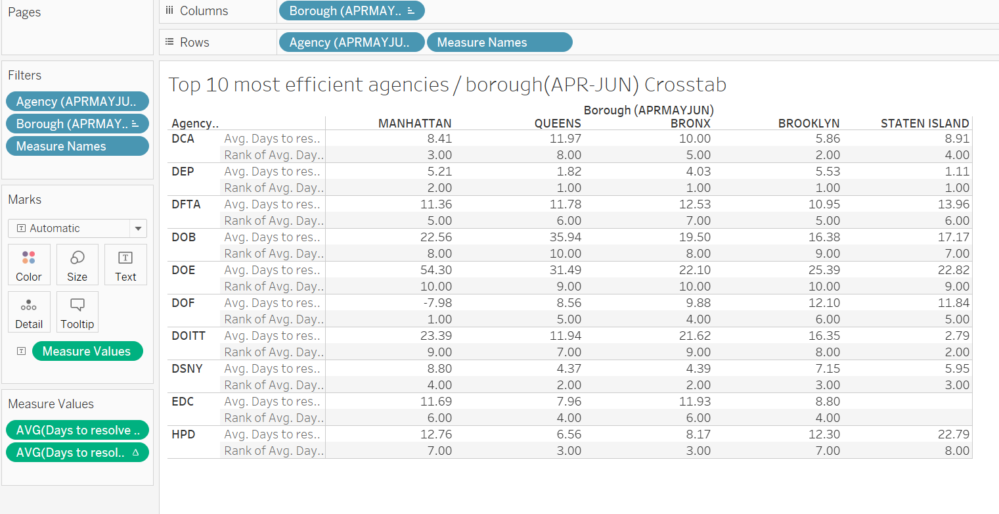 Pages
Columns Borough (APRMAY..
Rows Agency (APRMAYJU.. Measure Names
Filters
Agency (APRMAYJU..
Borough (APRMAY..
Measure Names
Marks
Automatic
Color Size Text
Detail Tooltip
Measure Values
Measure Values
AVG(Days to resolve ..
AVG(Days to resol.. Δ
Top 10 most efficient agencies / borough(APR-JUN) Crosstab
Borough (APRMAYJUN)
Agency.. MANHATTAN QUEENS BRONX BROOKLYN STATEN ISLAND
DCA Avg. Days to res.. 8.41 11.97 10.00 5.86 8.91
Rank of Avg. Day.. 3.00 8.00 5.00 2.00 4.00
DEP Avg. Days to res.. 5.21 1.82 4.03 5.53 1.11
Rank of Avg. Day.. 2.00 1.00 1.00 1.00 1.00
DFTA Avg. Days to res.. 11.36 11.78 12.53 10.95 13.96
Rank of Avg. Day.. 5.00 6.00 7.00 5.00 6.00
DOB Avg. Days to res.. 22.56 35.94 19.50 16.38 17.17
Rank of Avg. Day.. 8.00 10.00 8.00 9.00 7.00
DOE Avg. Days to res.. 54.30 31.49 22.10 25.39 22.82
Rank of Avg. Day.. 10.00 9.00 10.00 10.00 9.00
DOF Avg. Days to res.. -7.98 8.56 9.88 12.10 11.84
Rank of Avg. Day.. 1.00 5.00 4.00 6.00 5.00
DOITT Avg. Days to res.. 23.39 11.94 21.62 16.35 2.79
Rank of Avg. Day.. 9.00 7.00 9.00 8.00 2.00
DSNY Avg. Days to res.. 8.80 4.37 4.39 7.15 5.95
Rank of Avg. Day.. 4.00 2.00 2.00 3.00 3.00
EDC Avg. Days to res.. 11.69 7.96 11.93 8.80
Rank of Avg. Day.. 6.00 4.00 6.00 4.00
HPD Avg. Days to res.. 12.76 6.56 8.17 12.30 22.79
Rank of Avg. Day.. 7.00 3.00 3.00 7.00 8.00